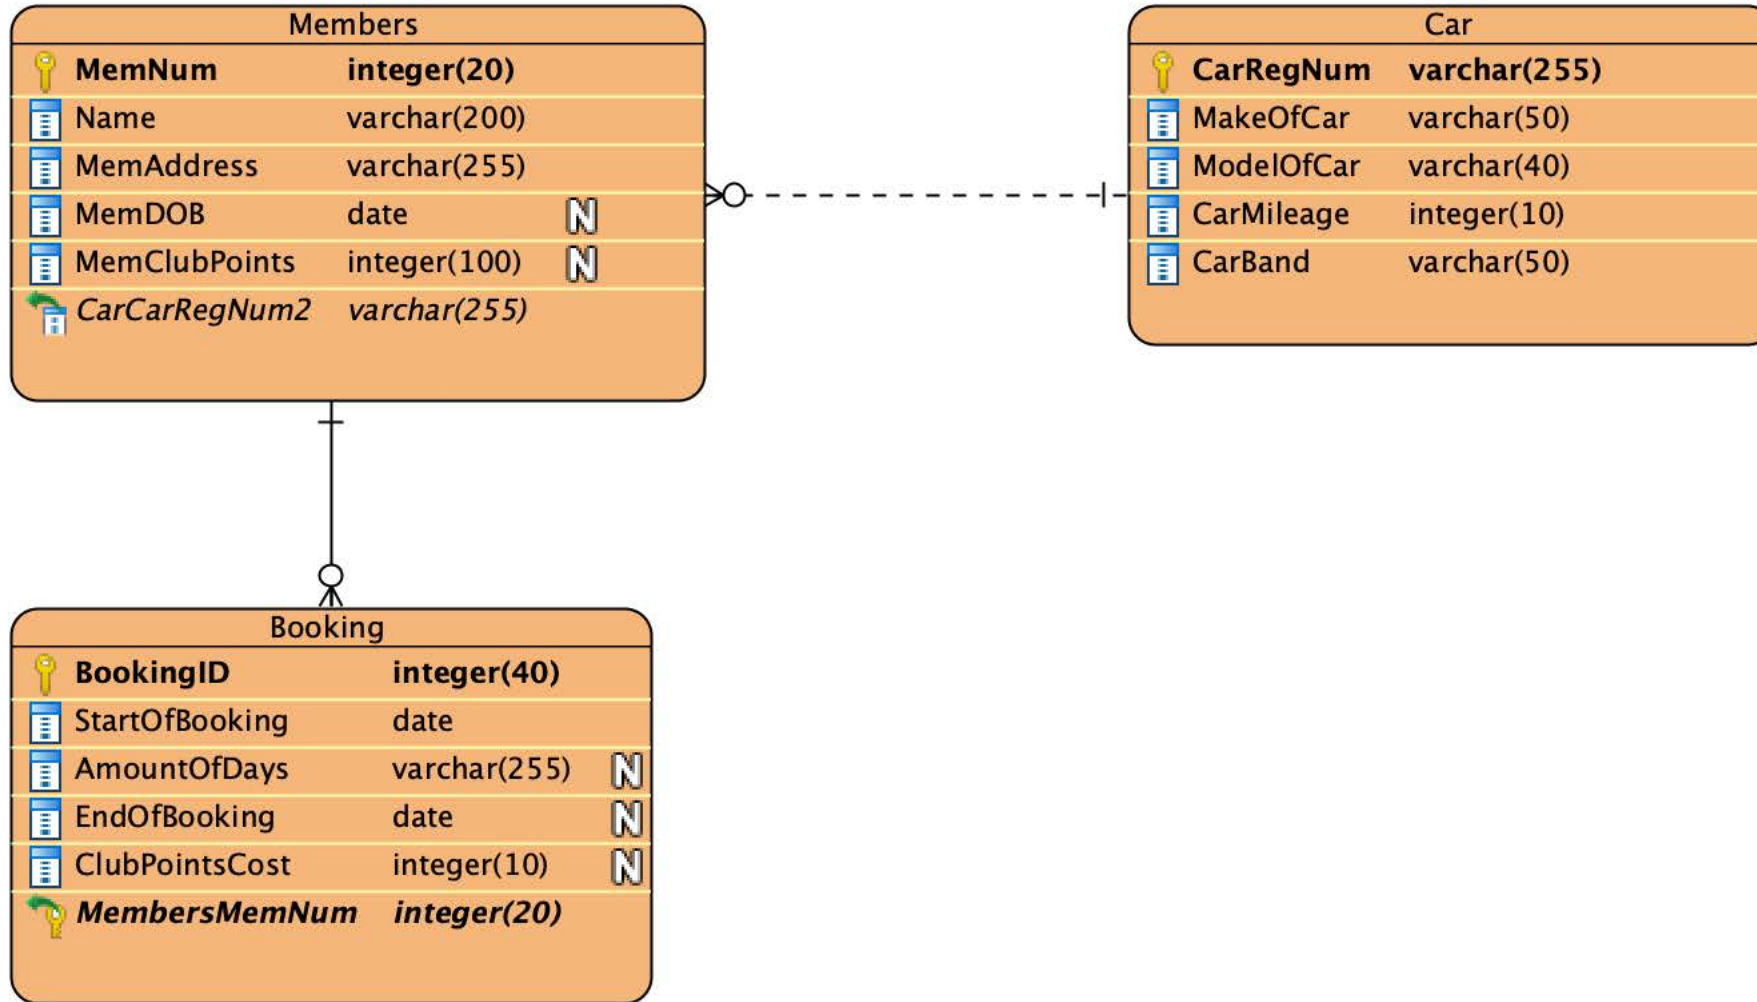 Members
MemNum integer(20)
Name varchar(200)
MemAddress varchar(255)
MemDOB date N
MemClubPoints integer(100) N
CarCarRegNum2 varchar(255)
Car
CarRegNum varchar(255)
MakeOfCar varchar(50)
ModelOfCar varchar(40)
CarMileage integer(10)
CarBand varchar(50)
Booking
BookingID integer(40)
StartOfBooking date
AmountOfDays varchar(255) N
EndOfBooking date N
ClubPointsCost integer(10) N
MembersMemNum integer(20)